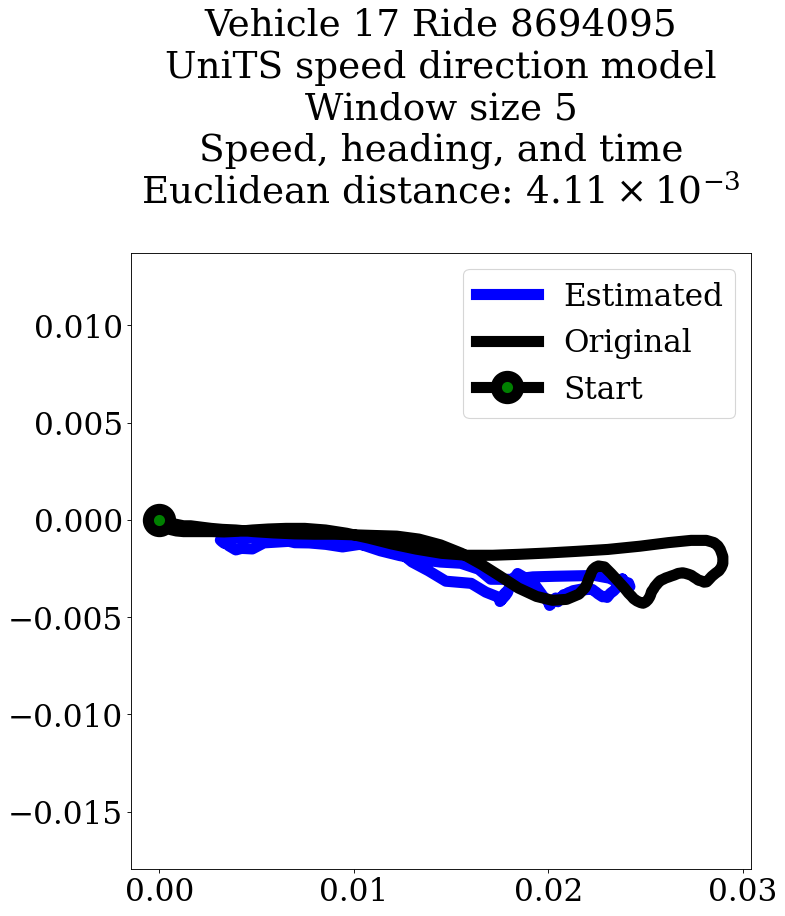 Vehicle 17 Ride 8694095
UniTS speed direction model
Window size 5
Speed, heading, and time
Euclidean distance: 4.11 × 10⁻³
Estimated
Original
Start
0.010
0.005
0.000
−0.005
−0.010
−0.015
0.00 0.01 0.02 0.03